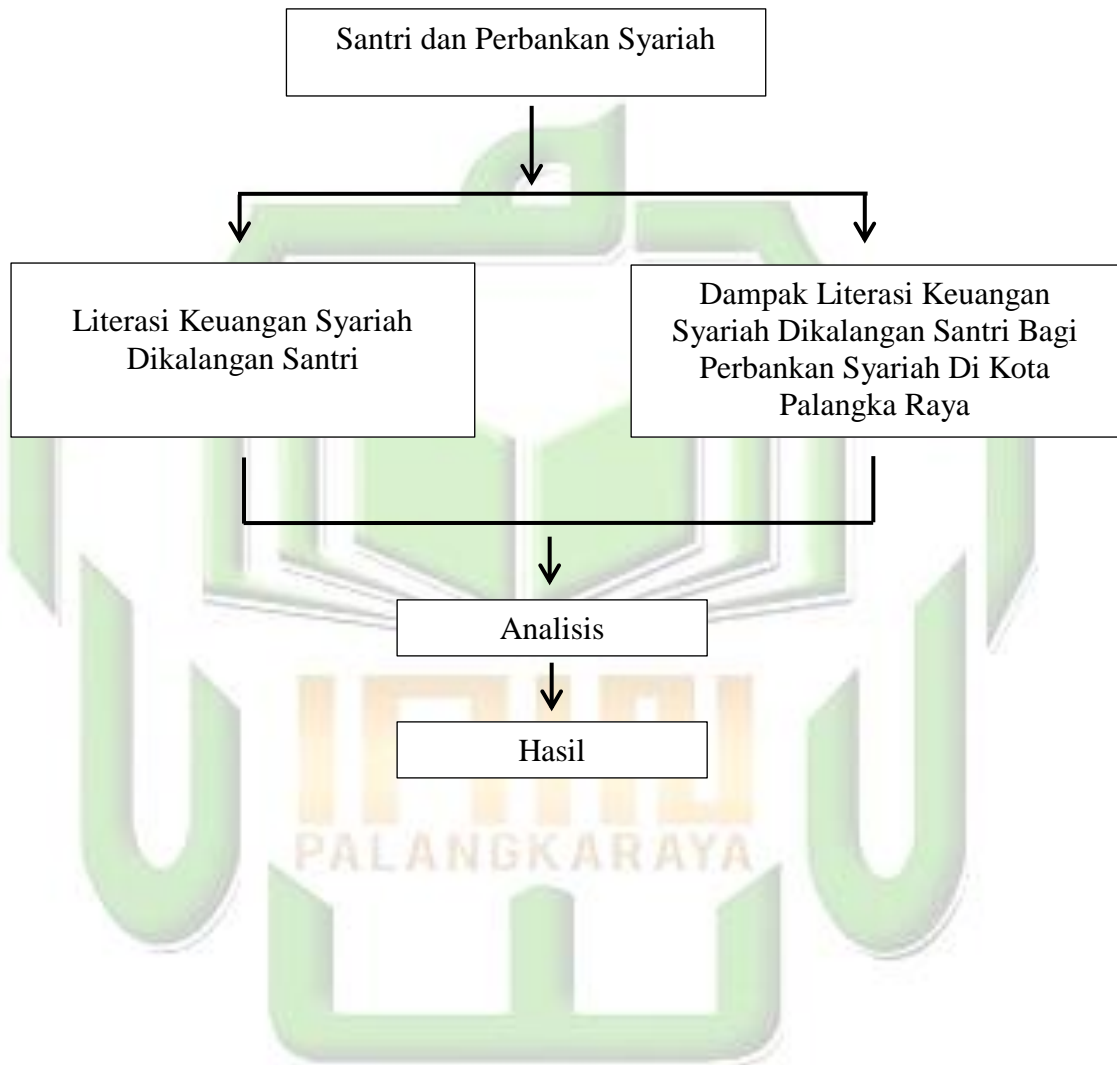 Santri dan Perbankan Syariah
Literasi Keuangan Syariah
Dikalangan Santri
Dampak Literasi Keuangan
Syariah Dikalangan Santri Bagi
Perbankan Syariah Di Kota
Palangka Raya
Analisis
Hasil
IAIN
PALANGKARAYA